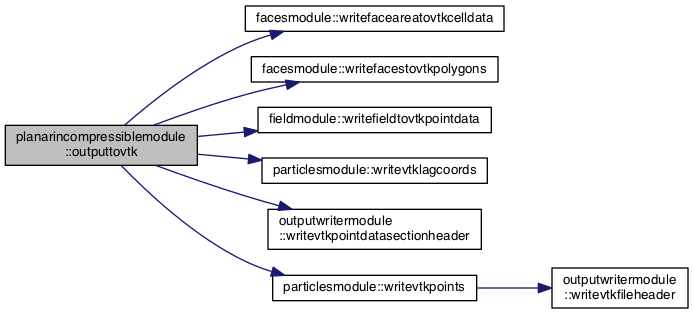 facesmodule::writefaceareatovtkcelldata
facesmodule::writefacestovtkpolygons
planarincompressiblemodule
::outputtovtk
fieldmodule::writefieldtovtkpointdata
particlesmodule::writevtklagcoords
outputwritermodule
::writevtkpointdatasectionheader
particlesmodule::writevtkpoints
outputwritermodule
::writevtkfileheader